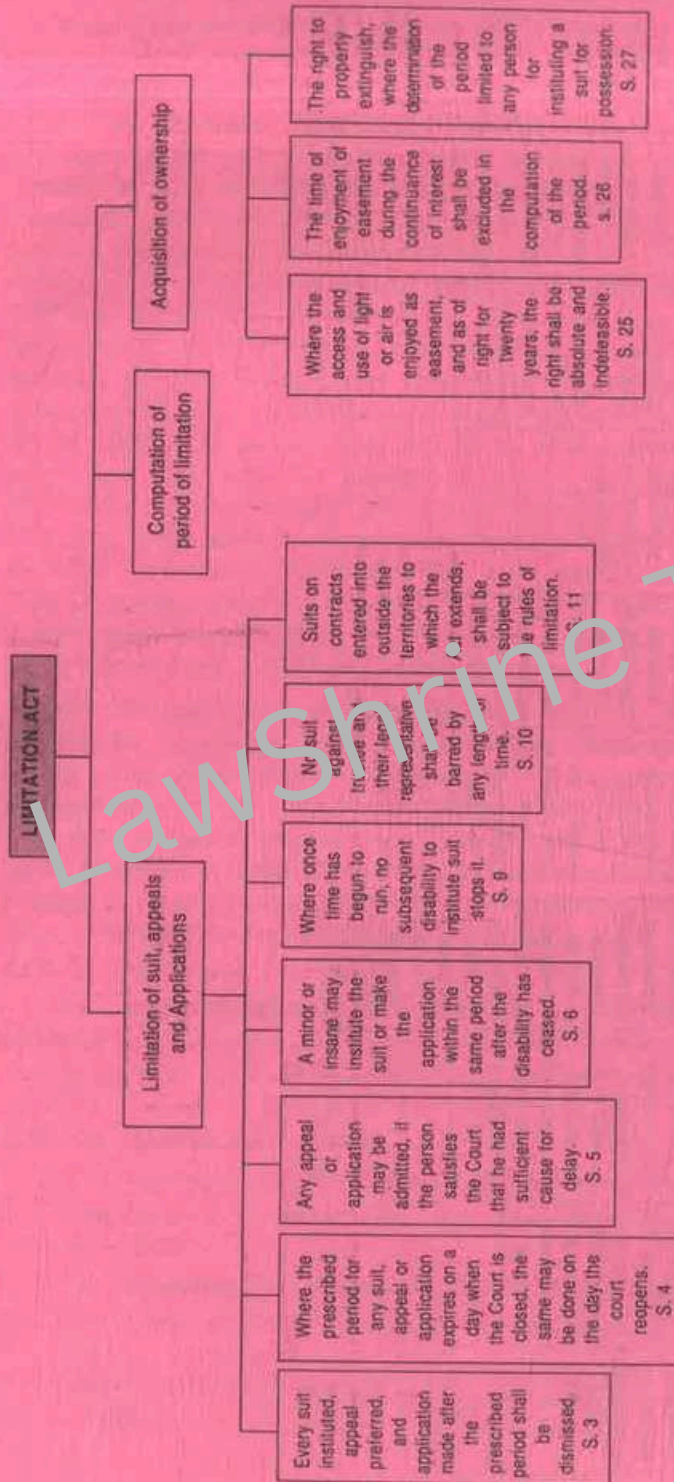 LIMITATION ACT
Limitation of suit, appeals
and Applications
Computation of
period of limitation
Acquisition of ownership
Every suit
instituted,
appeal
preferred,
and
application
made after
the
prescribed
period shall
be
dismissed.
S. 3
Where the
prescribed
period for
any suit,
appeal or
application
expires on a
day when
the Court is
closed, the
same may
be done on
the day the
court
reopens.
S. 4
Any appeal
or
application
may be
admitted, if
the person
satisfies
the Court
that he had
sufficient
cause for
delay.
S. 5
A minor or
insane may
institute the
suit or make
the
application
within the
same period
after the
disability has
ceased.
S. 6
Where once
time has
begun to
run, no
subsequent
disability to
institute suit
stops it.
S. 9
No suit
against
their
representative
shall
barred by
any length
time.
S. 10
Suits on
contracts
entered into
outside the
territories to
which the
extends,
shall be
subject to
rules of
limitation.
S. 11
Where the
access and
use of light
or air is
enjoyed as
easement,
and as of
right for
twenty
years, the
right shall be
absolute and
indefeasible.
S. 25
The time of
enjoyment of
easement
during the
continuance
of interest
shall be
excluded in
the
computation
of the
period.
s. 26
The right to
property
extinguish,
where the
determination
of the
period
limited to
any person
for
instituting a
suit for
possession.
S. 27
LawShrine